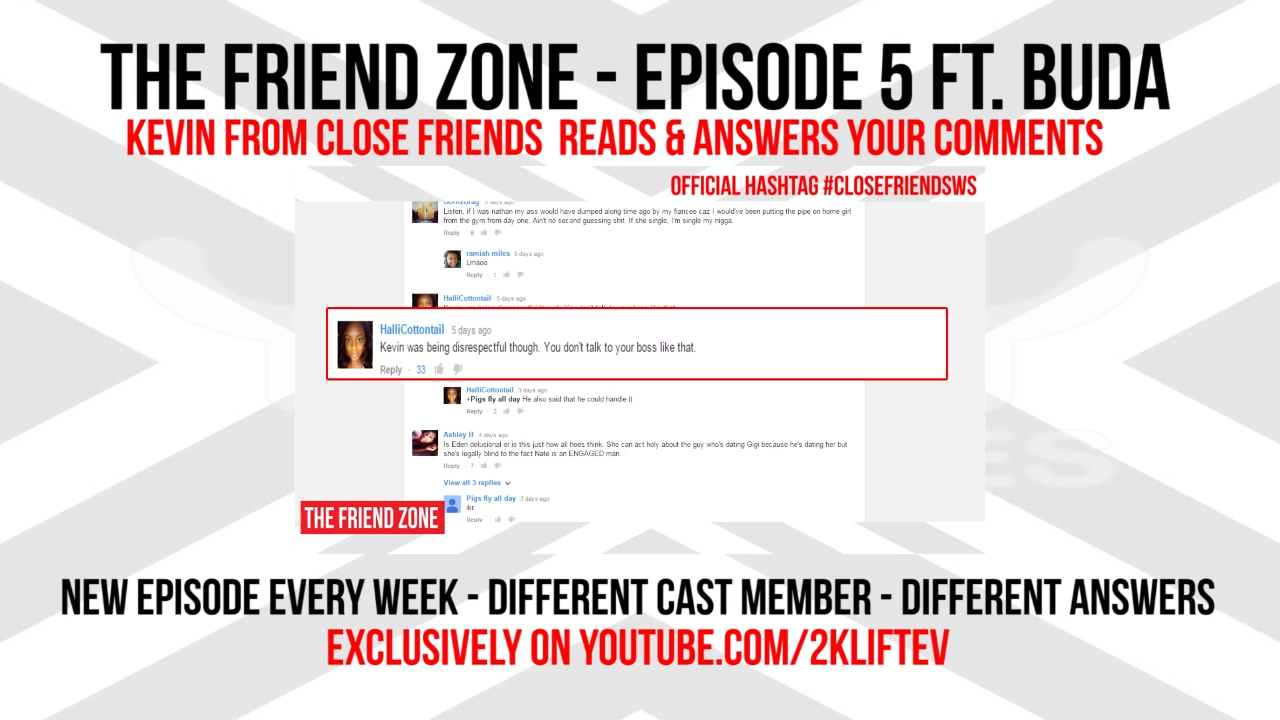 THE FRIEND ZONE - EPISODE 5 FT. BUDA
KEVIN FROM CLOSE FRIENDS READS & ANSWERS YOUR COMMENTS
OFFICIAL HASHTAG #CLOSEFRIENDSWS
5 days ago
Listen, if I was nathan my ass would have dumped along time ago by my fiancee caz I would've been putting the pipe on home girl
from the gym from day one. Ain't no second guessing shit. If she single, I'm single my nigga.
Reply · 6
ramiah miles 5 days ago
Lmaoo
Reply · 1
HalliCottontail 5 days ago
HalliCottontail 5 days ago
Kevin was being disrespectful though. You don't talk to your boss like that.
Reply · 33
HalliCottontail 3 days ago
+Pigs fly all day He also said that he could handle it
Reply · 2
Ashley H 4 days ago
Is Eden delusional or is this just how all hoes think. She can act holy about the guy who's dating Gigi because he's dating her but
she's legally blind to the fact Nate is an ENGAGED man
Reply · 7
View all 3 replies
Pigs fly all day 3 days ago
ikr
Reply
THE FRIEND ZONE
ES
NEW EPISODE EVERY WEEK - DIFFERENT CAST MEMBER - DIFFERENT ANSWERS
EXCLUSIVELY ON YOUTUBE.COM/2KLIFTEV